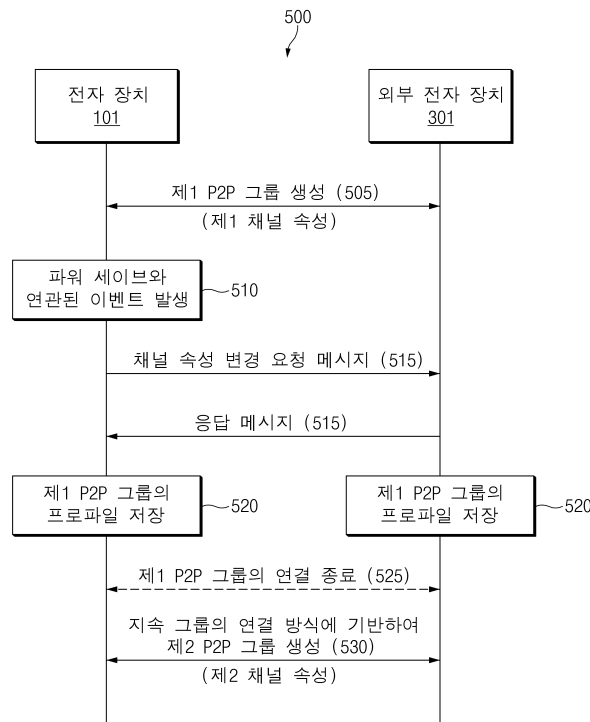 500
전자 장치
101
외부 전자 장치
301
제1 P2P 그룹 생성 (505)
(제1 채널 속성)
파워 세이브와
연관된 이벤트 발생
510
채널 속성 변경 요청 메시지 (515)
응답 메시지 (515)
제1 P2P 그룹의
프로파일 저장
520
제1 P2P 그룹의
프로파일 저장
520
제1 P2P 그룹의 연결 종료 (525)
지속 그룹의 연결 방식에 기반하여
제2 P2P 그룹 생성 (530)
(제2 채널 속성)